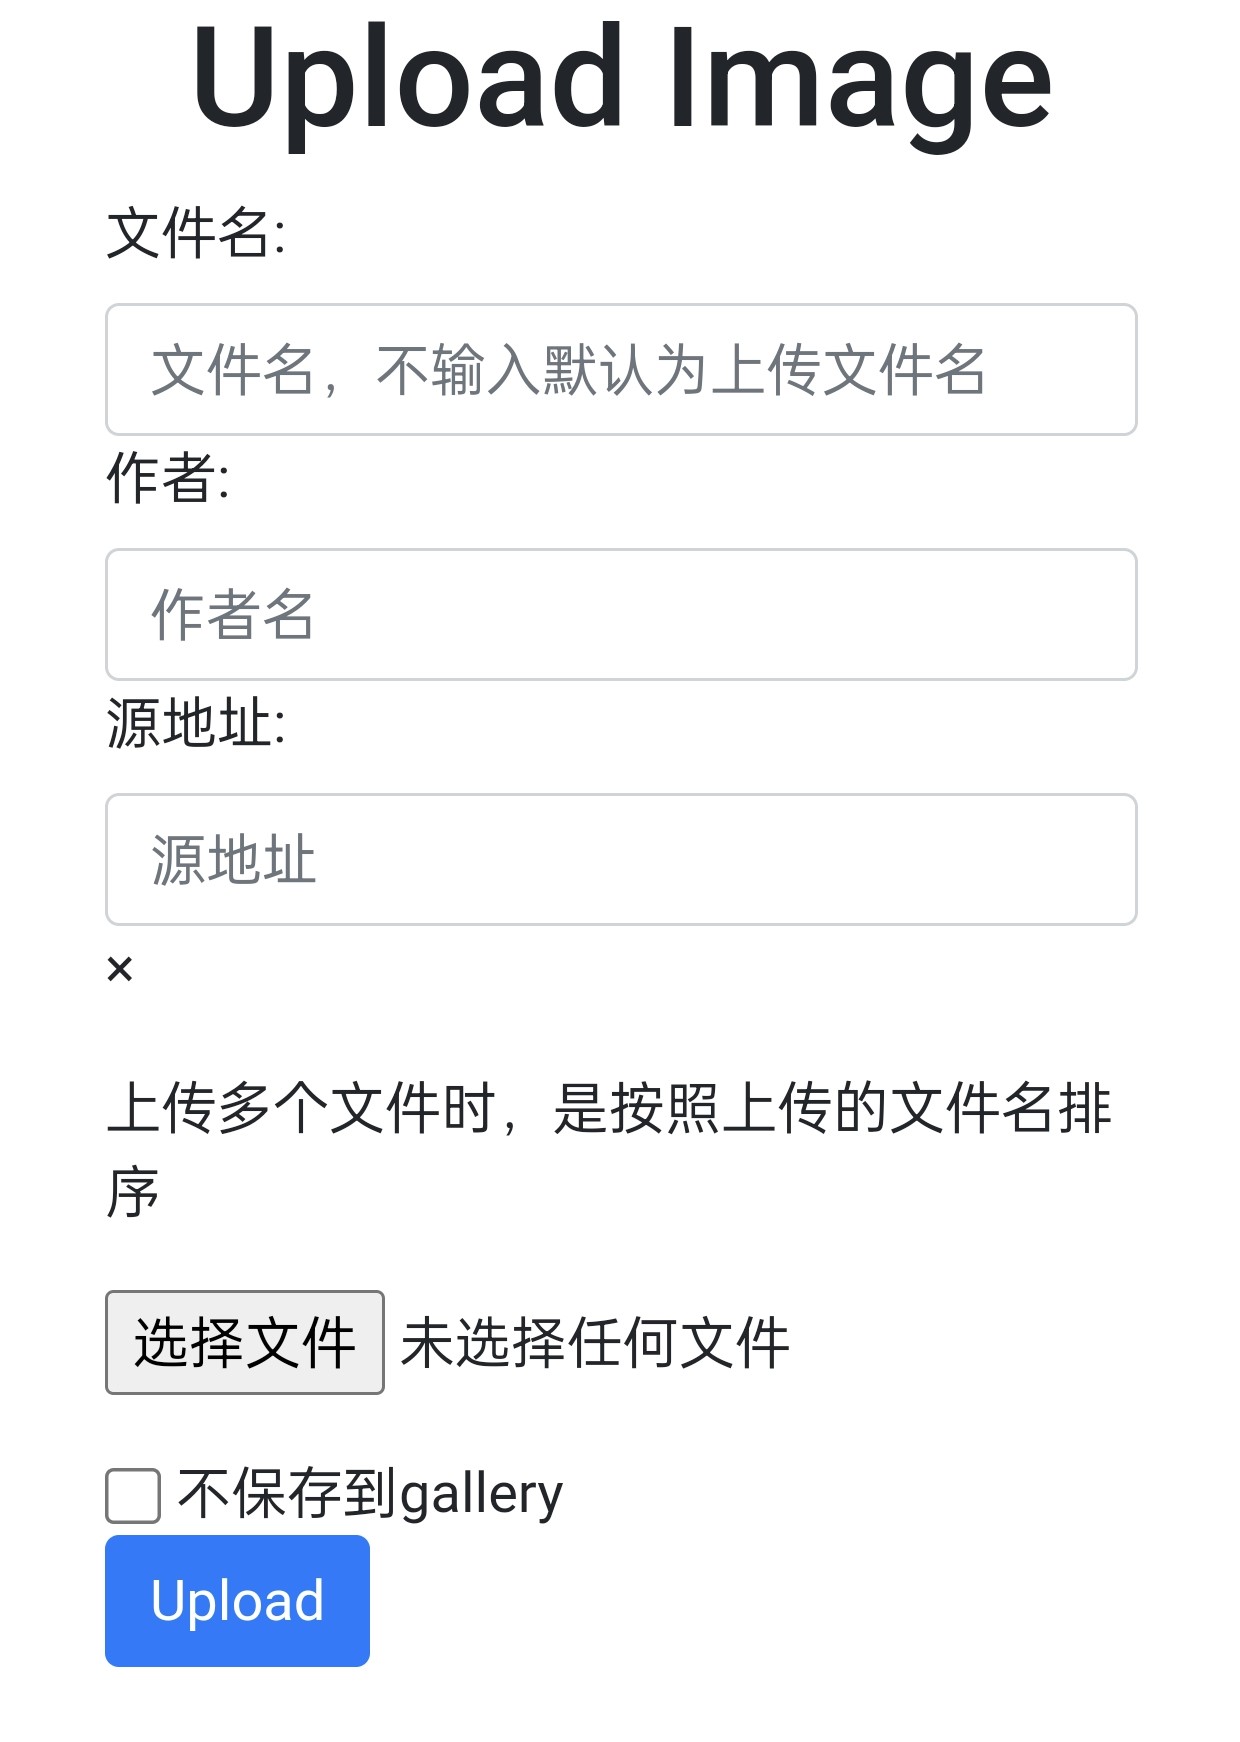 Upload Image
文件名:
文件名，不输入默认为上传文件名
作者:
作者名
源地址:
源地址
×
上传多个文件时，是按照上传的文件名排
序
选择文件 未选择任何文件
不保存到gallery
Upload